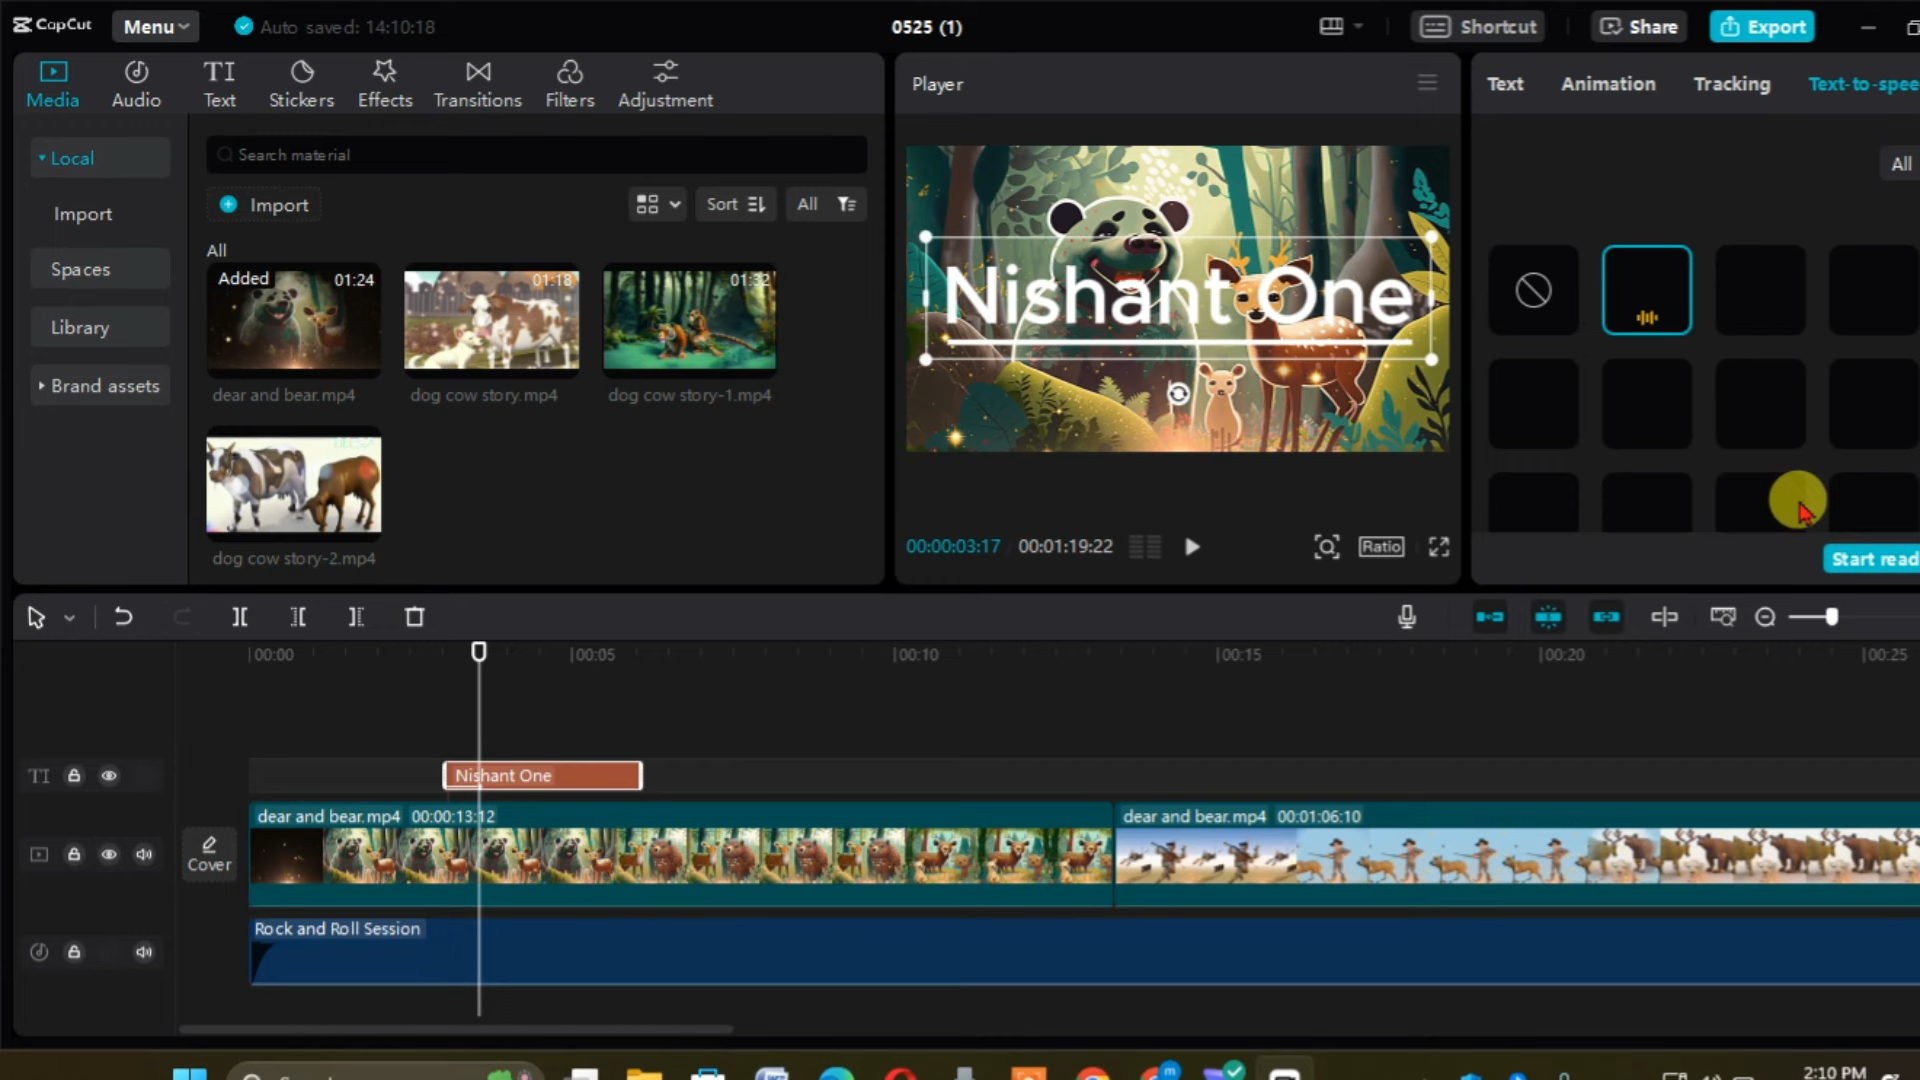 CapCut
Menu
Auto saved: 14:10:18
0525 (1)
Shortcut
Share
Export
Media
Audio
TI
Text
Stickers
Effects
Transitions
Filters
Adjustment
Player
Text
Animation
Tracking
Text-to-spee
Local
Import
Spaces
Library
Brand assets
Search material
Import
Sort
All
All
Added
01:24
01:18
01:32
dear and bear.mp4
dog cow story.mp4
dog cow story-1.mp4
dog cow story-2.mp4
Nishant One
00:00:03:17
00:01:19:22
Ratio
All
Start read
00:00
00:05
00:10
00:15
00:20
00:25
TI
Nishant One
Cover
dear and bear.mp4 00:00:13:12
dear and bear.mp4 00:01:06:10
Rock and Roll Session
2:10 PM